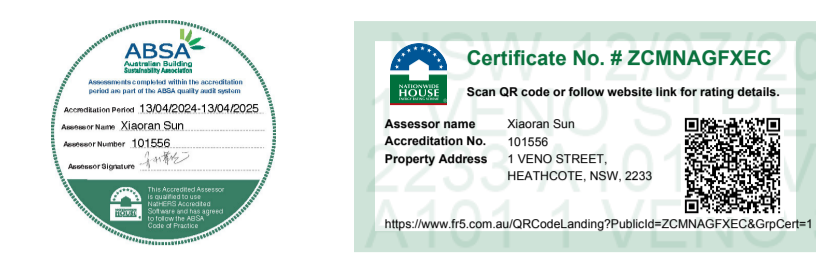 ABSA
Australian Building
Sustainability Association
Assessments completed within the accreditation
period are part of the ABSA quality audit system
Accreditation Period 13/04/2024-13/04/2025
Assessor Name Xiaoran Sun
Assessor Number 101556
Assessor Signature
This Accredited Assessor
is qualified to use
NatHERS Accredited
Software and has agreed
to follow the ABSA
Code of Practice
NATIONWIDE
HOUSE
ENERGY RATING SCHEME
Certificate No. # ZCMNAGFXEC
Scan QR code or follow website link for rating details.
Assessor name Xiaoran Sun
Accreditation No. 101556
Property Address 1 VENO STREET,
HEATHCOTE, NSW, 2233
https://www.fr5.com.au/QRCodeLanding?PublicId=ZCMNAGFXEC&GrpCert=1